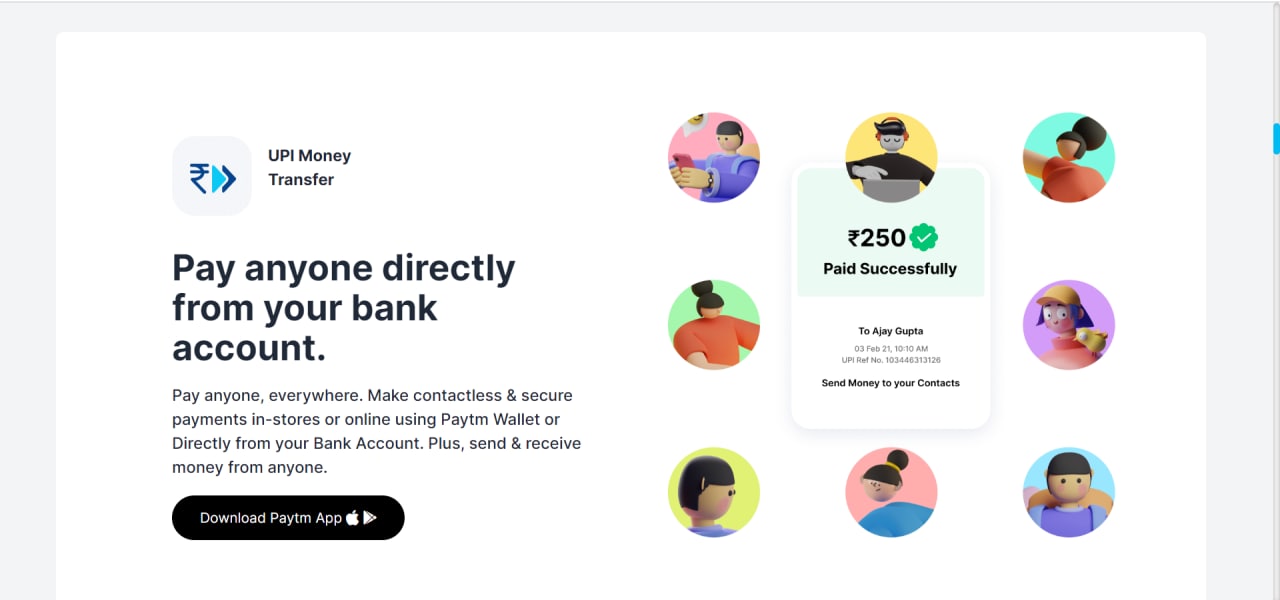 UPI Money
Transfer
Pay anyone directly
from your bank
account.
Pay anyone, everywhere. Make contactless & secure
payments in-stores or online using Paytm Wallet or
Directly from your Bank Account. Plus, send & receive
money from anyone.
Download Paytm App
₹250
Paid Successfully
To Ajay Gupta
03 Feb 21, 10:10 AM
UPI Ref No. 103446313126
Send Money to your Contacts